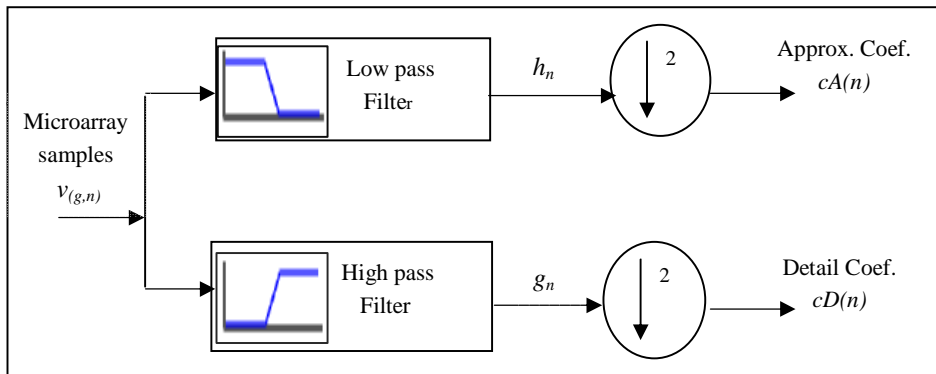 Microarray
samples
v(g,n)
Low pass
Filter
hn
2
Approx. Coef.
cA(n)
High pass
Filter
gn
2
Detail Coef.
cD(n)